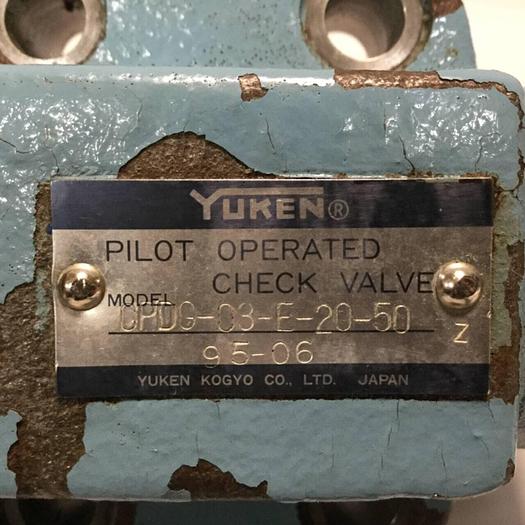 YUKEN®
PILOT OPERATED
CHECK VALVE
MODEL CPDG-03-E-20-50
95-06
Z
YUKEN KOGYO CO., LTD. JAPAN